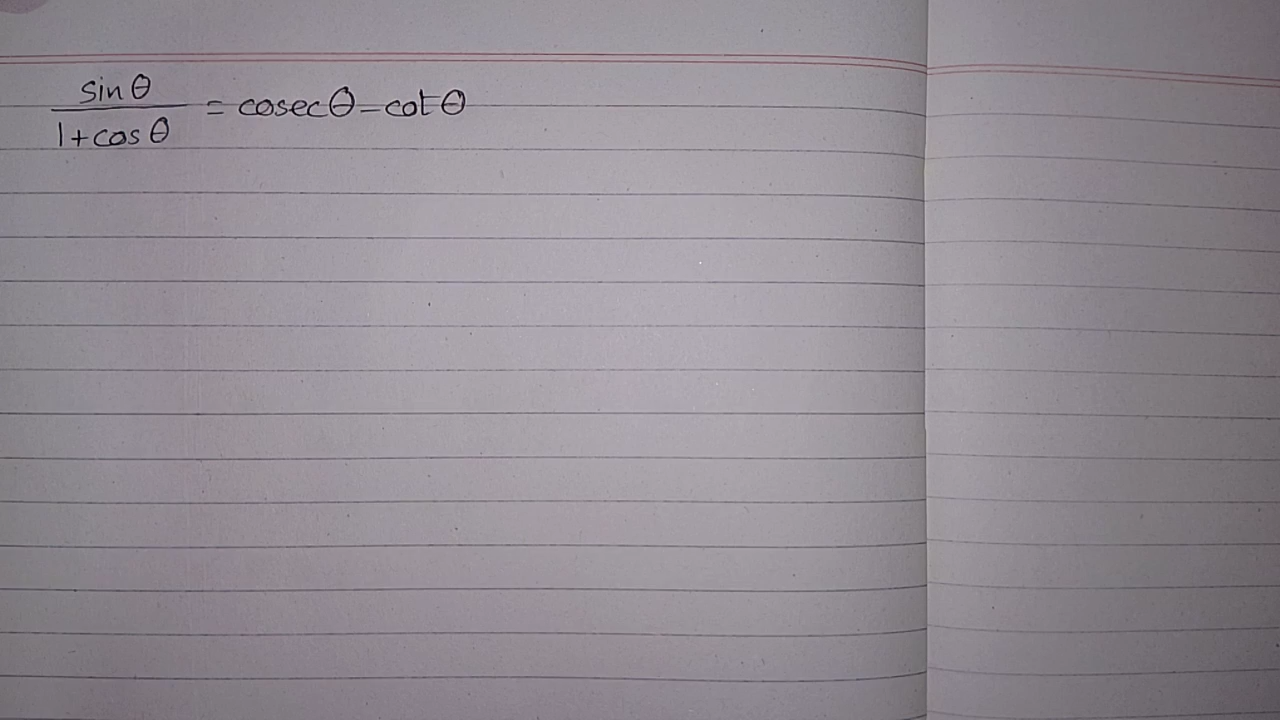 sinθ / 1+cosθ = cosecθ – cotθ